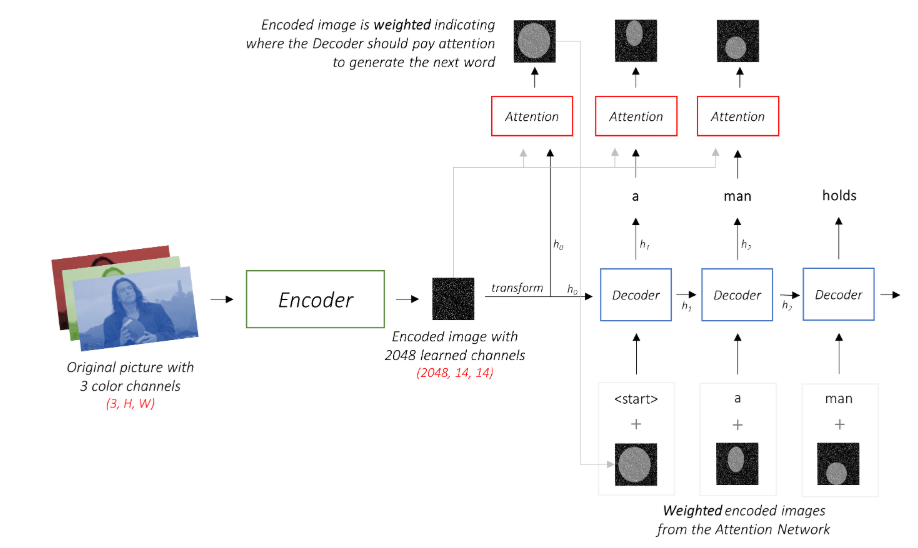 Encoded image is weighted indicating
where the Decoder should pay attention
to generate the next word
Attention
Attention
Attention
a
man
holds
h0
h1
h2
Encoder
transform
h0
Decoder
h1
Decoder
h2
Decoder
Encoded image with
2048 learned channels
(2048, 14, 14)
Original picture with
3 color channels
(3, H, W)
<start>
+
a
+
man
+
Weighted encoded images
from the Attention Network